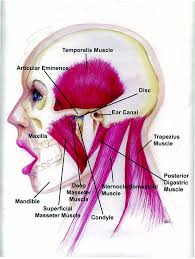 Temporalis Muscle
Articular Eminence
Disc
Ear Canal
Maxilla
Trapezius
Muscle
Posterior
Digastric
Muscle
Deep
Masseter
Muscle
Sternocleidomastoid
Muscle
Mandible
Superficial
Masseter Muscle
Condyle